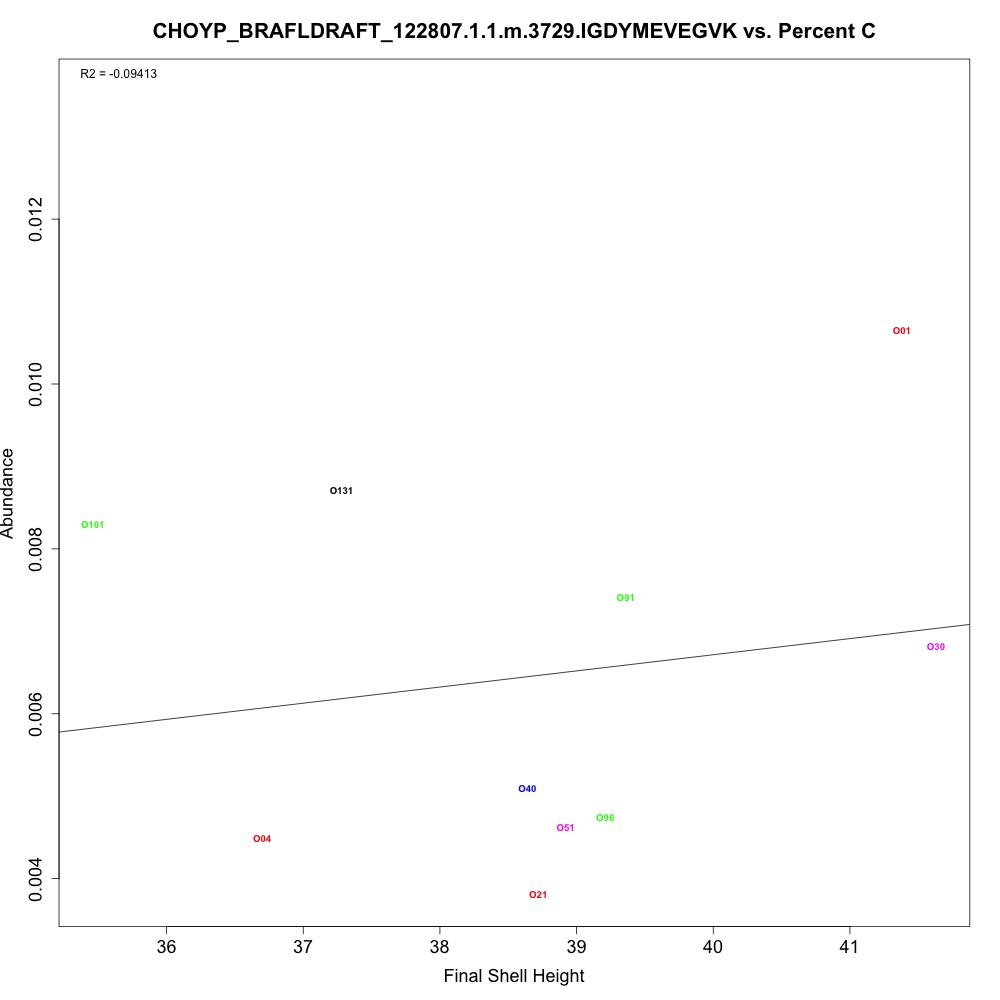 CHOYP_BRAFLDRAFT_122807.1.1.m.3729.IGDYMEVEGVK vs. Percent C
R2 = -0.09413
0.012
O01
0.010
O131
O101
Abundance
0.008
O91
O30
0.006
O40
O96
O51
O04
0.004
O21
36 37 38 39 40 41
Final Shell Height